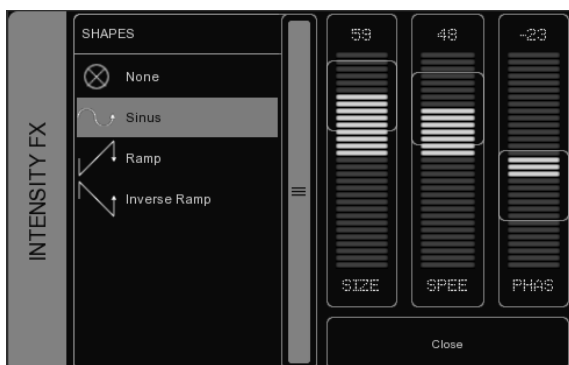 INTENSITY FX
SHAPES
None
Sinus
Ramp
Inverse Ramp
59 48 -23
SIZE SPEE PHAS
Close